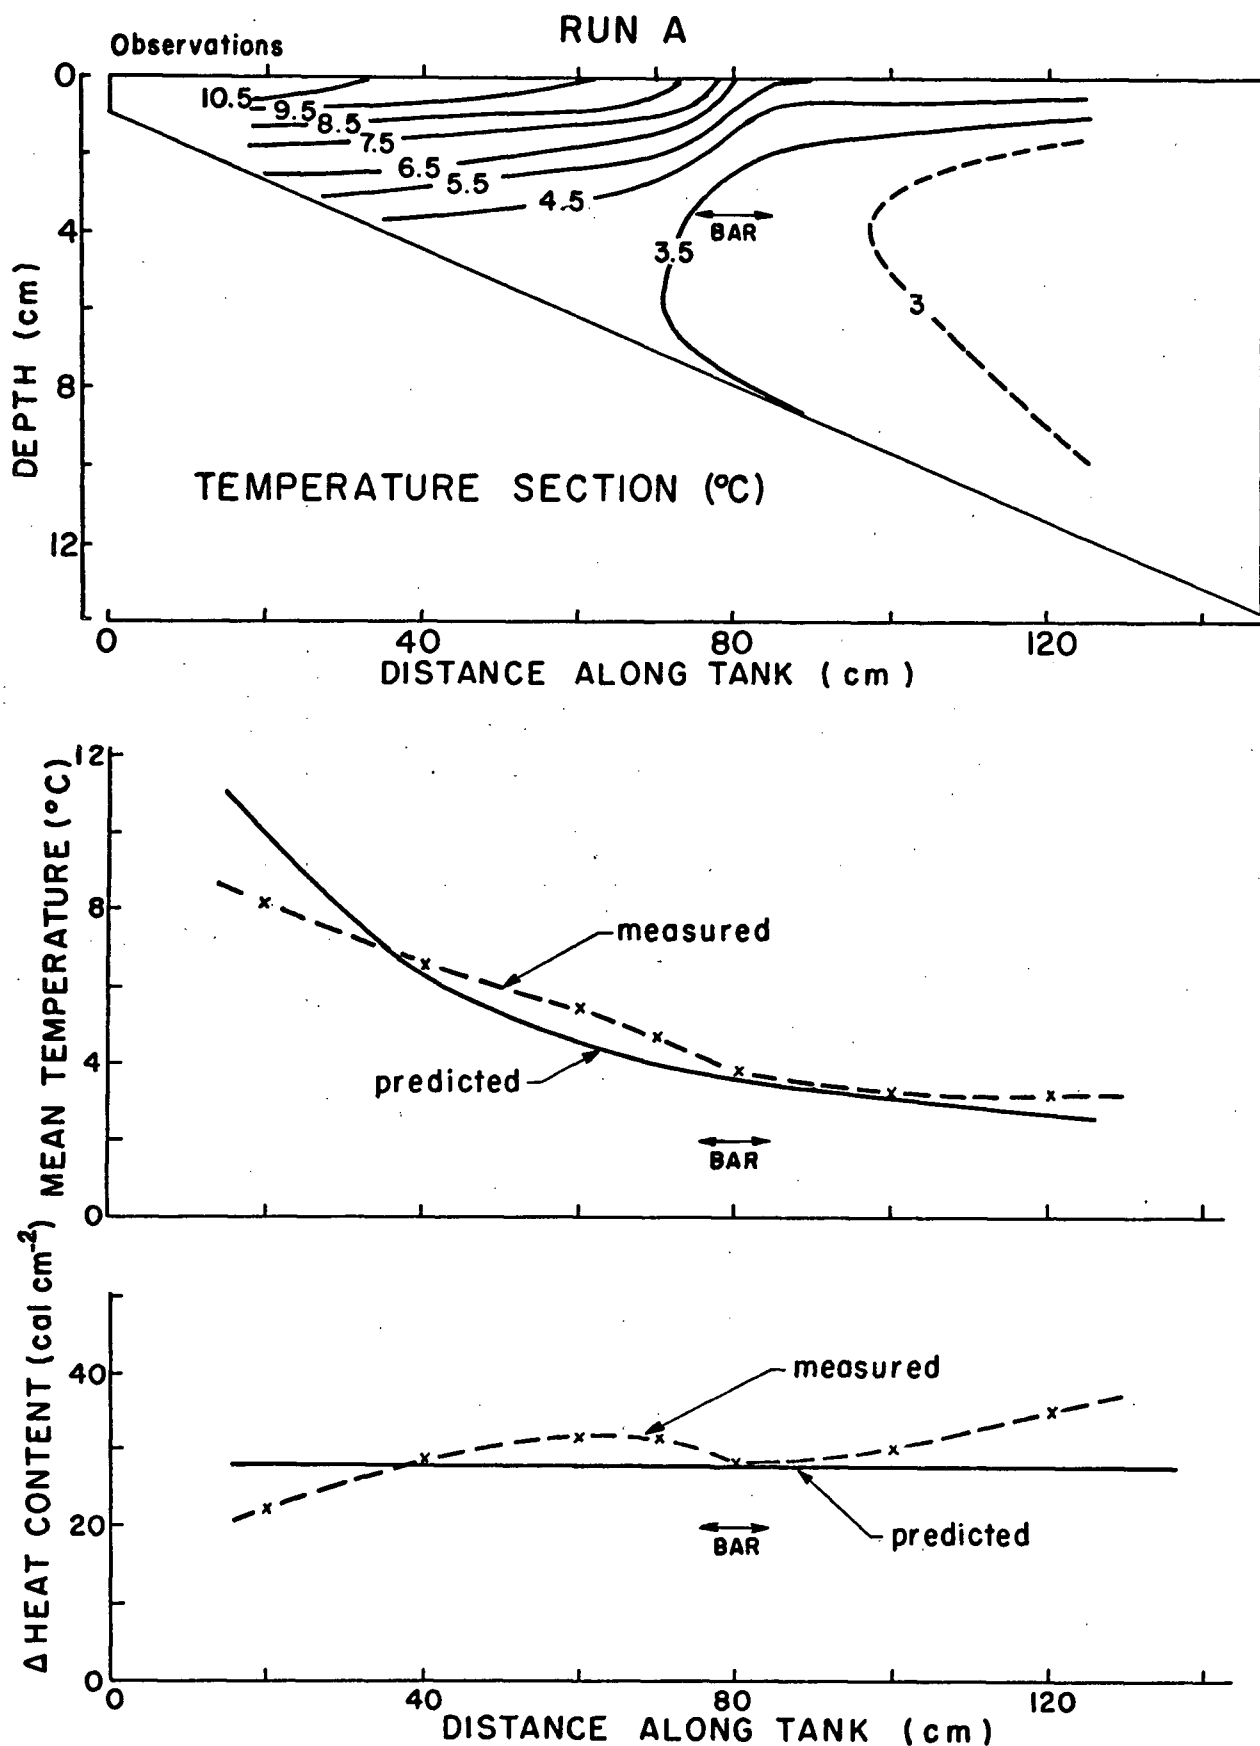 RUN A
Observations
0
10.5
9.5
8.5
7.5
6.5
5.5
4.5
3.5
3
BAR
4
8
12
DEPTH (cm)
TEMPERATURE SECTION (°C)
0 40 80 120
DISTANCE ALONG TANK (cm)
12
8
4
0
MEAN TEMPERATURE (°C)
measured
predicted
BAR
40
20
0
Δ HEAT CONTENT (cal cm⁻²)
measured
predicted
BAR
0 40 80 120
DISTANCE ALONG TANK (cm)